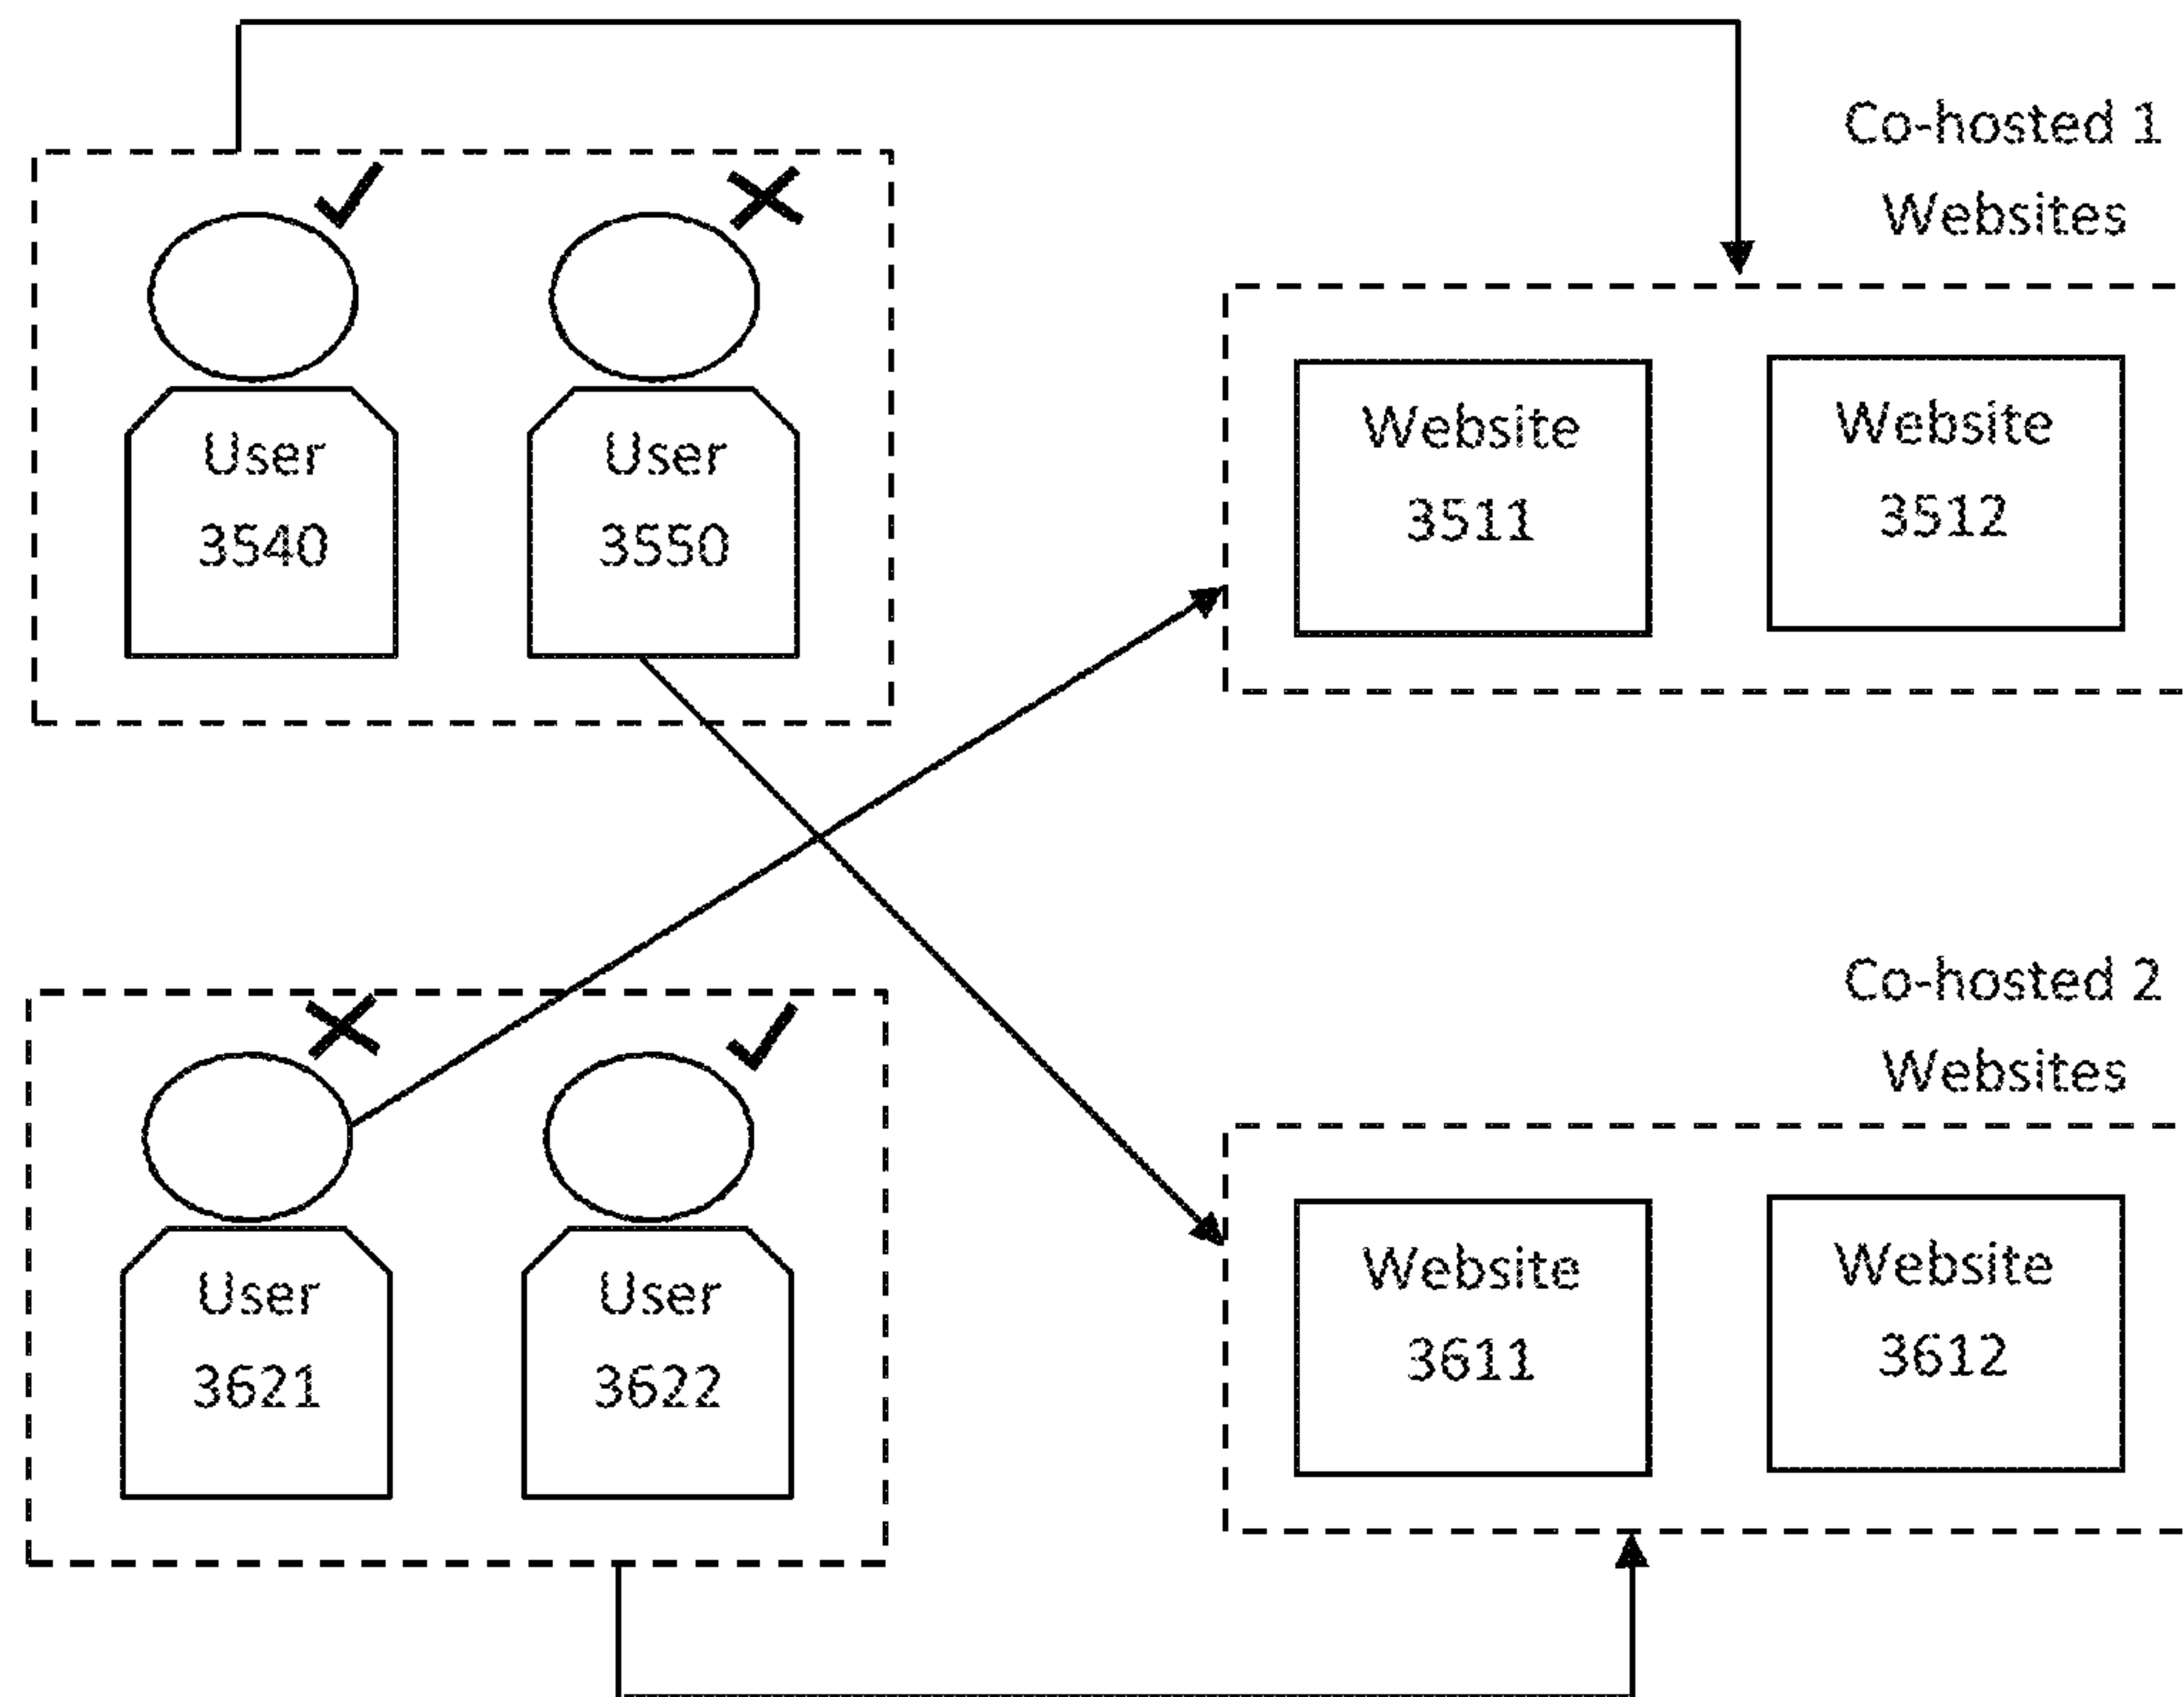 Co-hosted 1
Websites
User
3540
User
3550
Website
3511
Website
3512
Co-hosted 2
Websites
User
3621
User
3622
Website
3611
Website
3612